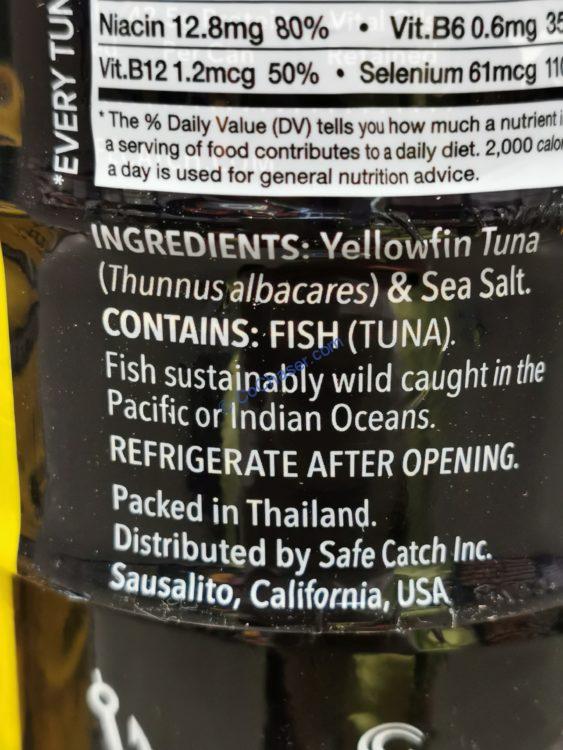 *EVERY TUN
Niacin 12.8mg 80% • Vit.B6 0.6mg 35
Vit.B12 1.2mcg 50% • Selenium 61mcg 110
* The % Daily Value (DV) tells you how much a nutrient i
a serving of food contributes to a daily diet. 2,000 calo
a day is used for general nutrition advice.
INGREDIENTS: Yellowfin Tuna
(Thunnus albacares) & Sea Salt.
CONTAINS: FISH (TUNA).
Fish sustainably wild caught in the
Pacific or Indian Oceans.
REFRIGERATE AFTER OPENING.
Packed in Thailand.
Distributed by Safe Catch Inc.
Sausalito, California, USA